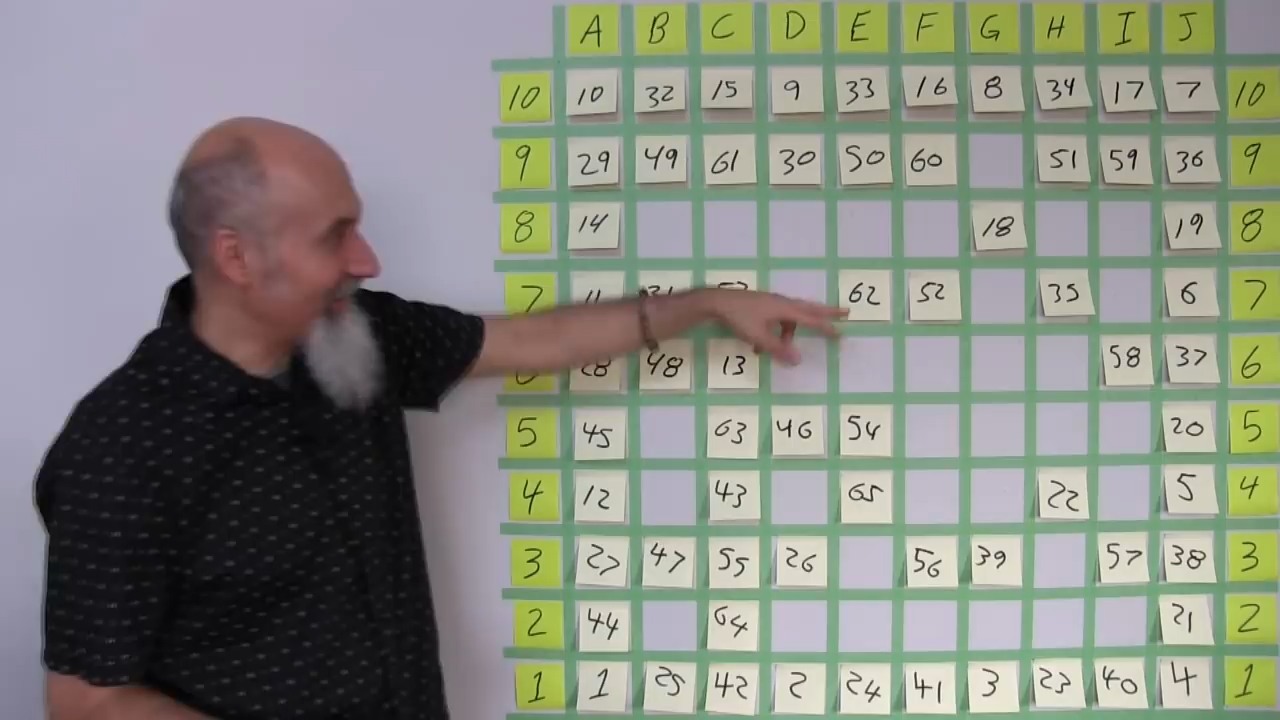 A B C D E F G H I J
10 10 32 15 9 33 16 8 34 17 7 10
9 29 49 61 30 50 60 51 59 36 9
8 14 18 19 8
7 11 31 53 62 52 35 6 7
48 13 58 37 6
5 45 63 46 54 20 5
4 12 43 65 22 5 4
3 27 47 55 26 56 39 57 38 3
2 44 64 21 2
1 1 25 42 2 24 41 3 23 40 4 1